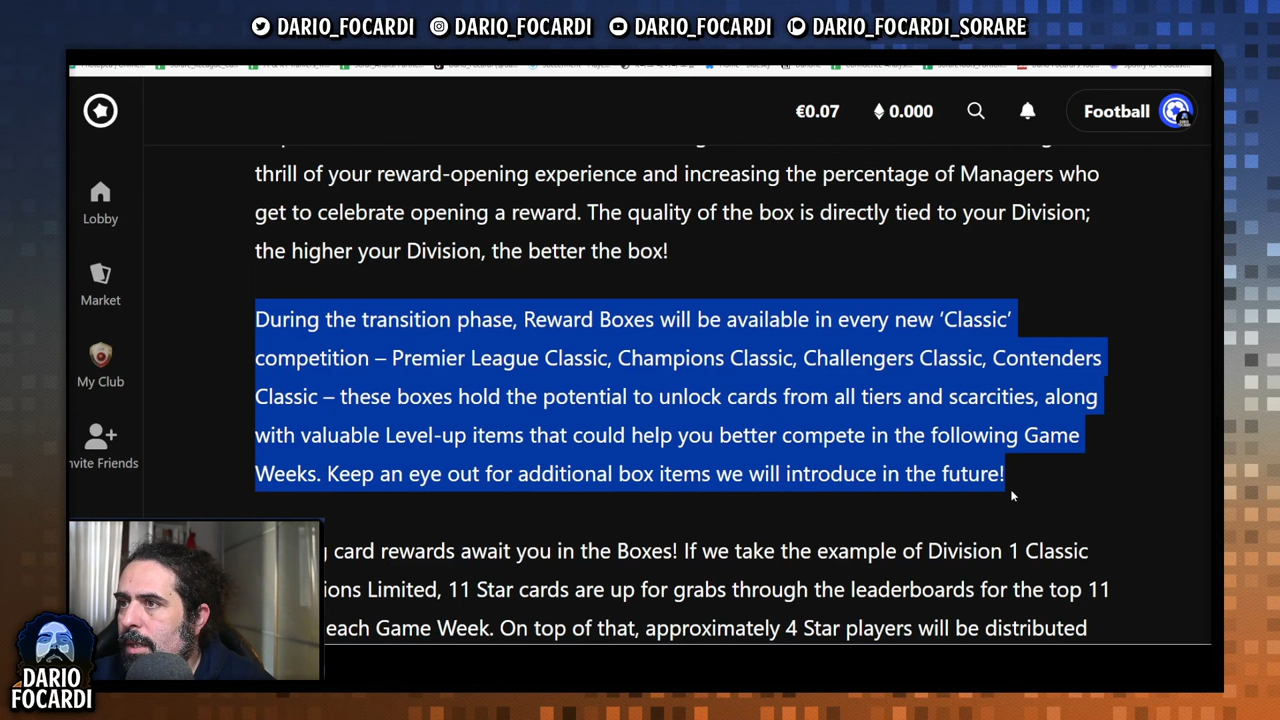 DARIO_FOCARDI DARIO_FOCARDI DARIO_FOCARDI DARIO_FOCARDI_SORARE
€0.07 0.000 Football
Lobby
Market
My Club
nvite Friends
thrill of your reward-opening experience and increasing the percentage of Managers who
get to celebrate opening a reward. The quality of the box is directly tied to your Division;
the higher your Division, the better the box!
During the transition phase, Reward Boxes will be available in every new ‘Classic’
competition – Premier League Classic, Champions Classic, Challengers Classic, Contenders
Classic – these boxes hold the potential to unlock cards from all tiers and scarcities, along
with valuable Level-up items that could help you better compete in the following Game
Weeks. Keep an eye out for additional box items we will introduce in the future!
card rewards await you in the Boxes! If we take the example of Division 1 Classic
ions Limited, 11 Star cards are up for grabs through the leaderboards for the top 11
each Game Week. On top of that, approximately 4 Star players will be distributed
DARIO
FOCARDI